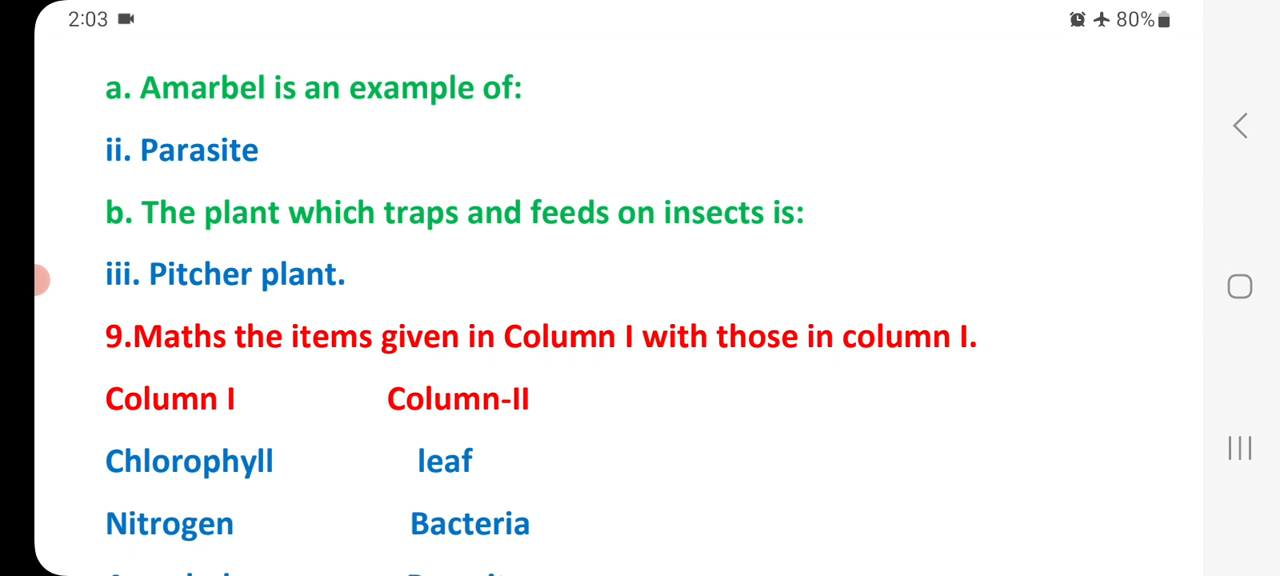 2:03
80%
a. Amarbel is an example of:
ii. Parasite
b. The plant which traps and feeds on insects is:
iii. Pitcher plant.
9.Maths the items given in Column I with those in column I.
Column I Column-II
Chlorophyll leaf
Nitrogen Bacteria